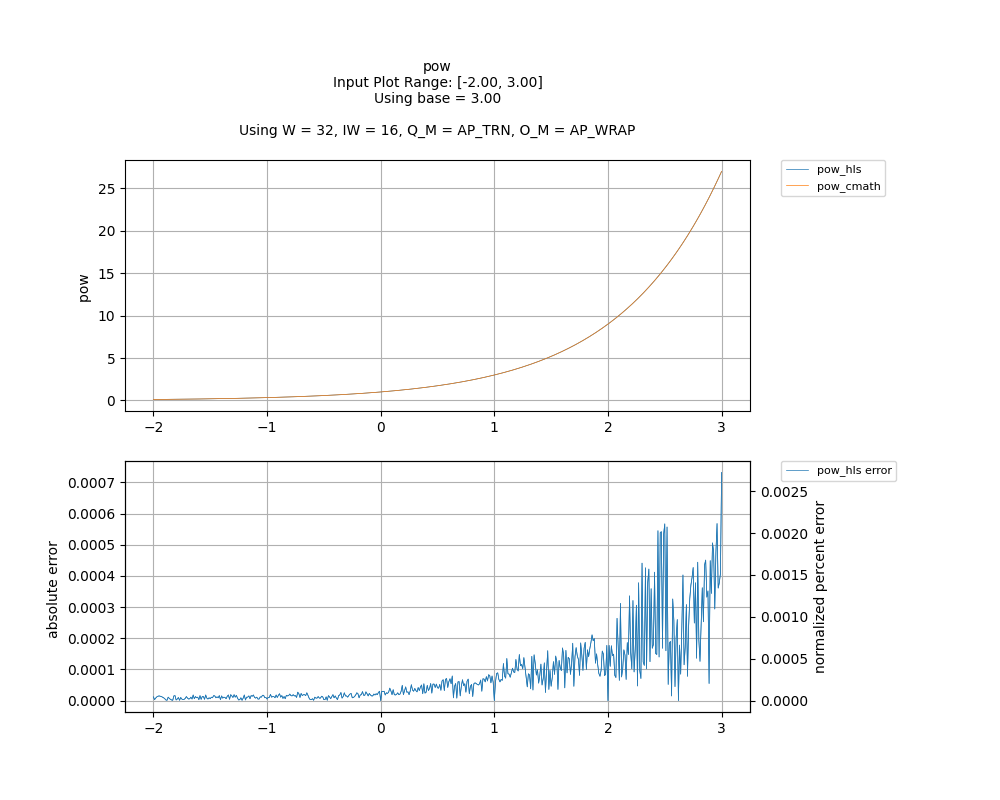 pow
Input Plot Range: [-2.00, 3.00]
Using base = 3.00
Using W = 32, IW = 16, Q_M = AP_TRN, O_M = AP_WRAP
pow_hls
pow_cmath
25
20
15
10
5
0
pow
−2 −1 0 1 2 3
pow_hls error
0.0007
0.0006
0.0005
0.0004
0.0003
0.0002
0.0001
0.0000
absolute error
0.0025
0.0020
0.0015
0.0010
0.0005
0.0000
normalized percent error
−2 −1 0 1 2 3